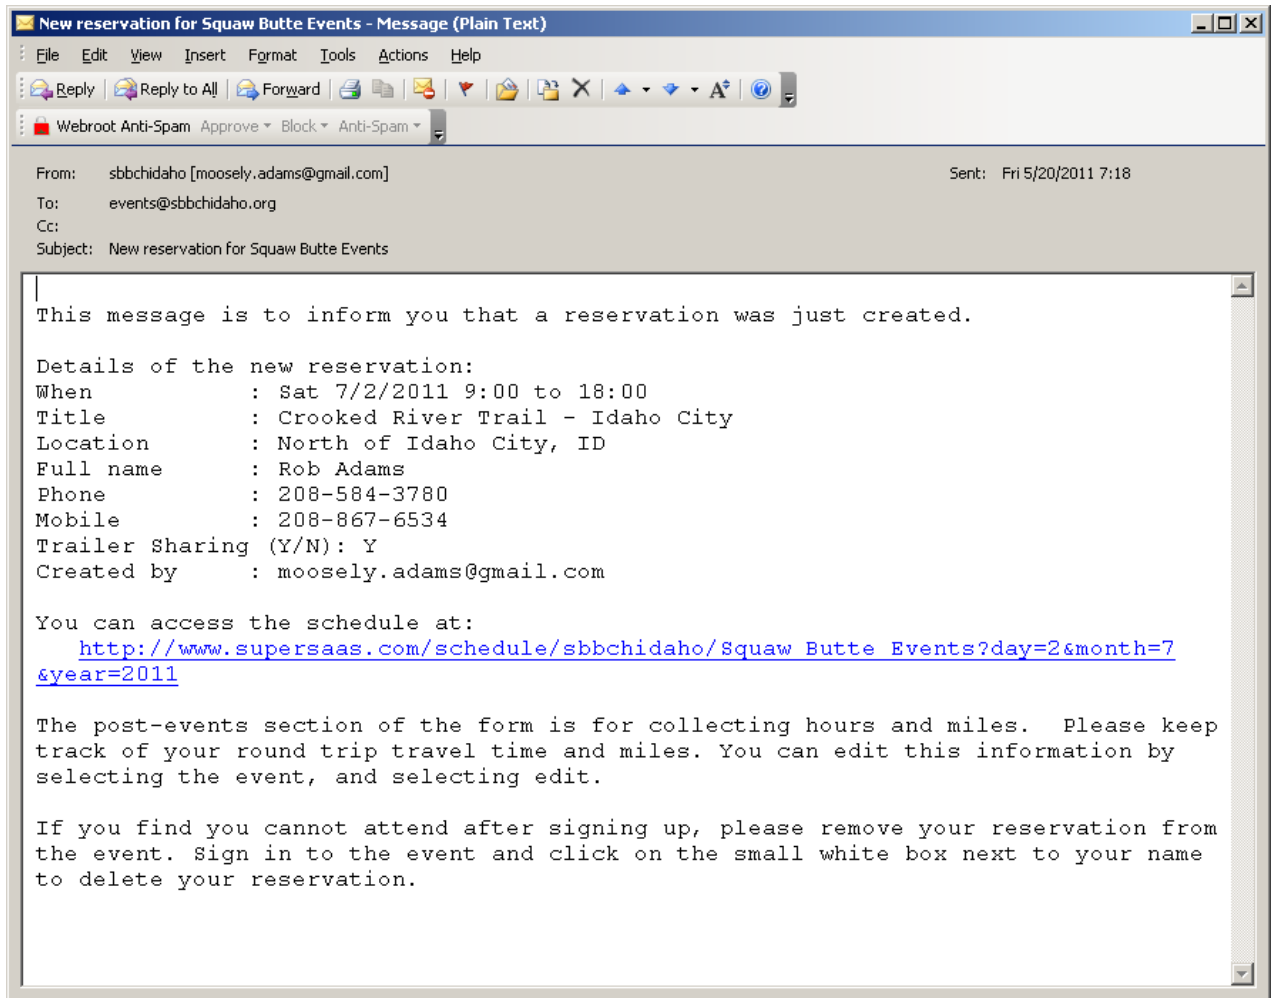 New reservation for Squaw Butte Events - Message (Plain Text)
File Edit View Insert Format Tools Actions Help
Reply Reply to All Forward
Webroot Anti-Spam Approve Block Anti-Spam
From: sbbchidaho [moosely.adams@gmail.com] Sent: Fri 5/20/2011 7:18
To: events@sbbchidaho.org
Cc:
Subject: New reservation for Squaw Butte Events
This message is to inform you that a reservation was just created.
Details of the new reservation:
When : Sat 7/2/2011 9:00 to 18:00
Title : Crooked River Trail - Idaho City
Location : North of Idaho City, ID
Full name : Rob Adams
Phone : 208-584-3780
Mobile : 208-867-6534
Trailer Sharing (Y/N): Y
Created by : moosely.adams@gmail.com
You can access the schedule at:
http://www.supersaas.com/schedule/sbbchidaho/Squaw Butte Events?day=2&month=7
&year=2011
The post-events section of the form is for collecting hours and miles.  Please keep
track of your round trip travel time and miles. You can edit this information by
selecting the event, and selecting edit.
If you find you cannot attend after signing up, please remove your reservation from
the event. Sign in to the event and click on the small white box next to your name
to delete your reservation.